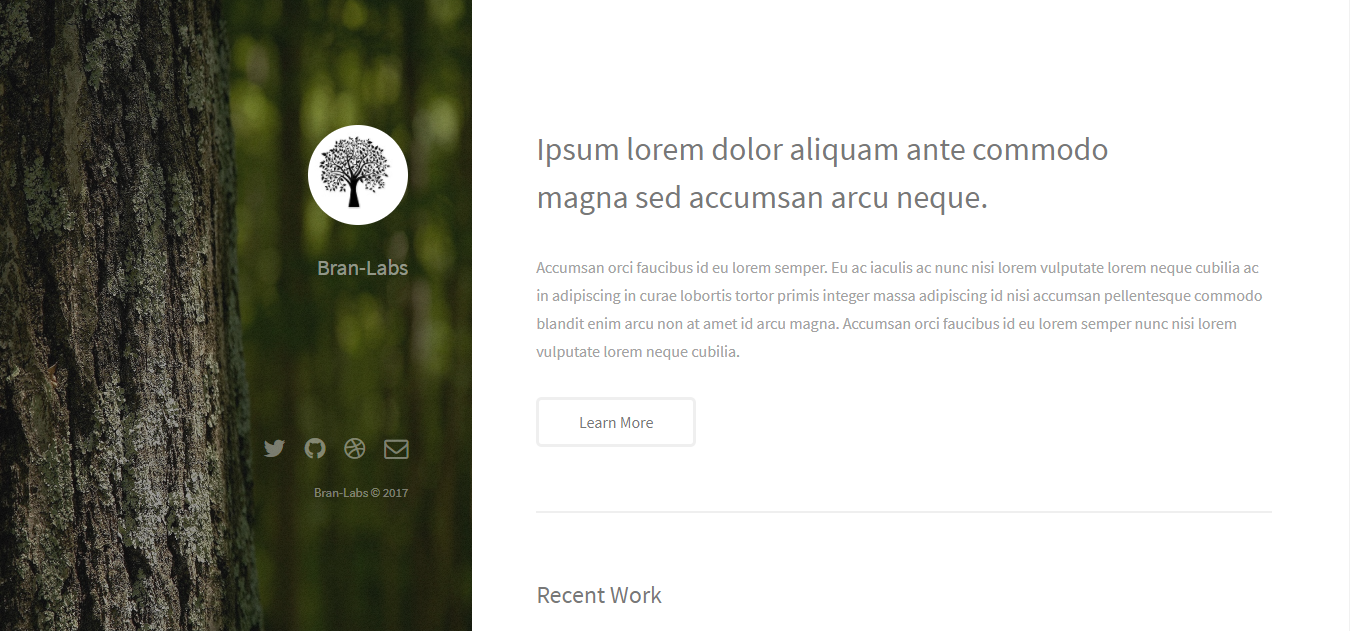 Bran-Labs
Bran-Labs © 2017
Ipsum lorem dolor aliquam ante commodo
magna sed accumsan arcu neque.
Accumsan orci faucibus id eu lorem semper. Eu ac iaculis ac nunc nisi lorem vulputate lorem neque cubilia ac
in adipiscing in curae lobortis tortor primis integer massa adipiscing id nisi accumsan pellentesque commodo
blandit enim arcu non at amet id arcu magna. Accumsan orci faucibus id eu lorem semper nunc nisi lorem
vulputate lorem neque cubilia.
Learn More
Recent Work